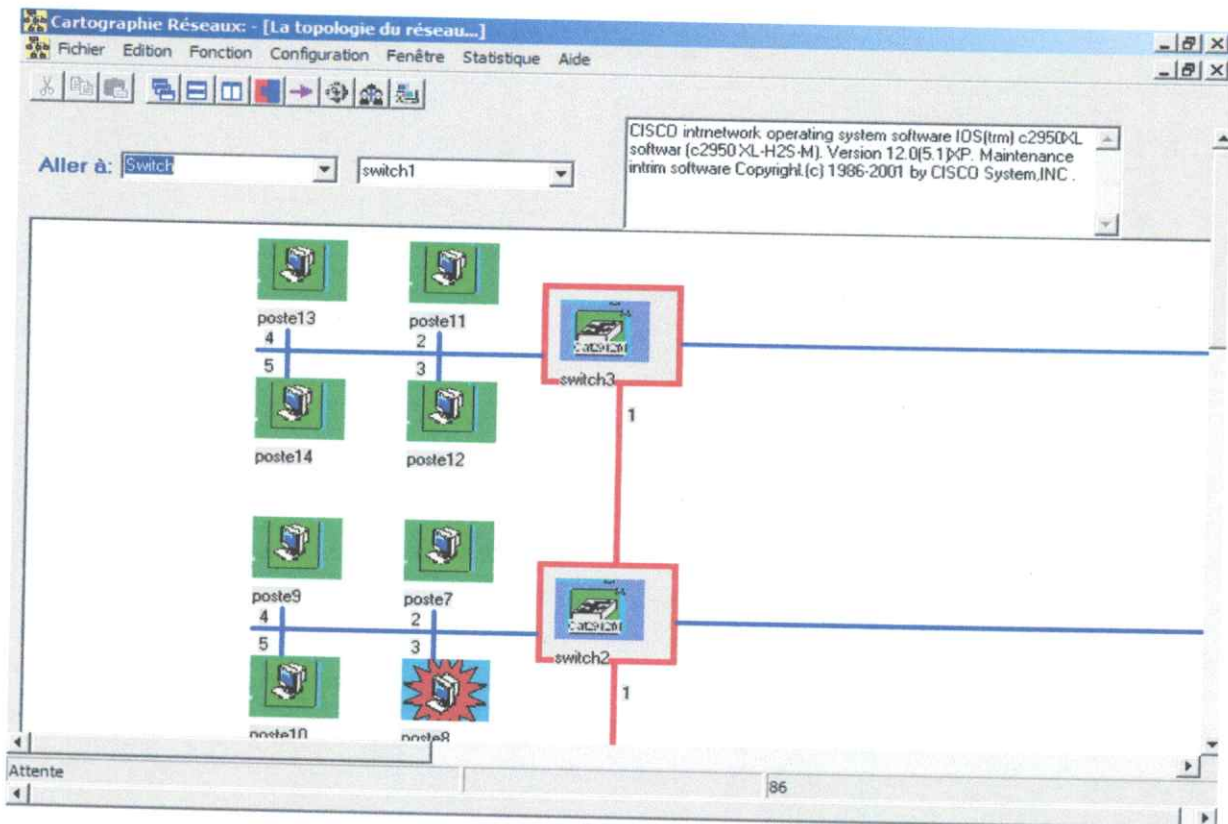 Cartographie Réseaux: - [La topologie du réseau...]
Fichier Edition Fonction Configuration Fenêtre Statistique Aide
Aller à: Switch switch1
CISCO intrnetwork operating system software IOS(trm) c2950XL
softwar (c2950 XL-H2S-M). Version 12.0(5.1)XP. Maintenance
intrim software Copyright.(c) 1986-2001 by CISCO System,INC .
poste13 poste11
4 2
5 3
switch3
1
poste14 poste12
poste9 poste7
4 2
5 3
switch2
1
poste10 poste8
Attente 86